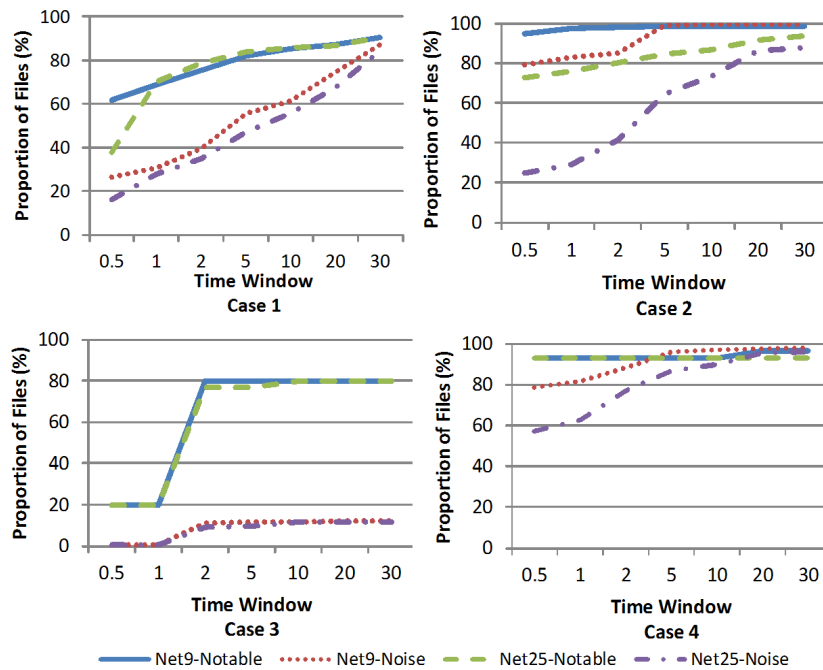 Proportion of Files (%)
100
80
60
40
20
0
0.5 1 2 5 10 20 30
Time Window
Case 1
Proportion of Files (%)
100
80
60
40
20
0
0.5 1 2 5 10 20 30
Time Window
Case 2
Proportion of Files (%)
100
80
60
40
20
0
0.5 1 2 5 10 20 30
Time Window
Case 3
Proportion of Files (%)
100
80
60
40
20
0
0.5 1 2 5 10 20 30
Time Window
Case 4
Net9-Notable Net9-Noise Net25-Notable Net25-Noise